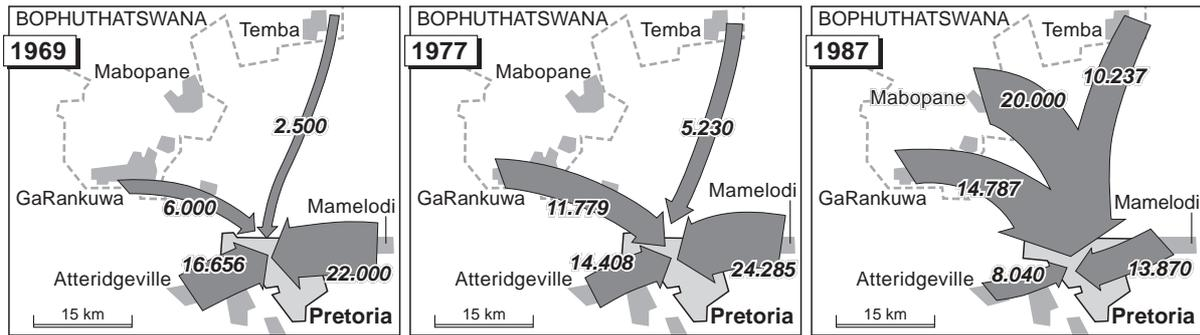 BOPHUTHATSWANA
1969
Temba
Mabopane
2.500
GaRankuwa
6.000
Mamelodi
16.656
Atteridgeville
22.000
15 km
Pretoria
BOPHUTHATSWANA
1977
Temba
Mabopane
5.230
GaRankuwa
11.779
Mamelodi
14.408
Atteridgeville
24.285
15 km
Pretoria
BOPHUTHATSWANA
1987
Temba
10.237
Mabopane
20.000
14.787
GaRankuwa
Mamelodi
Atteridgeville
8.040
13.870
15 km
Pretoria